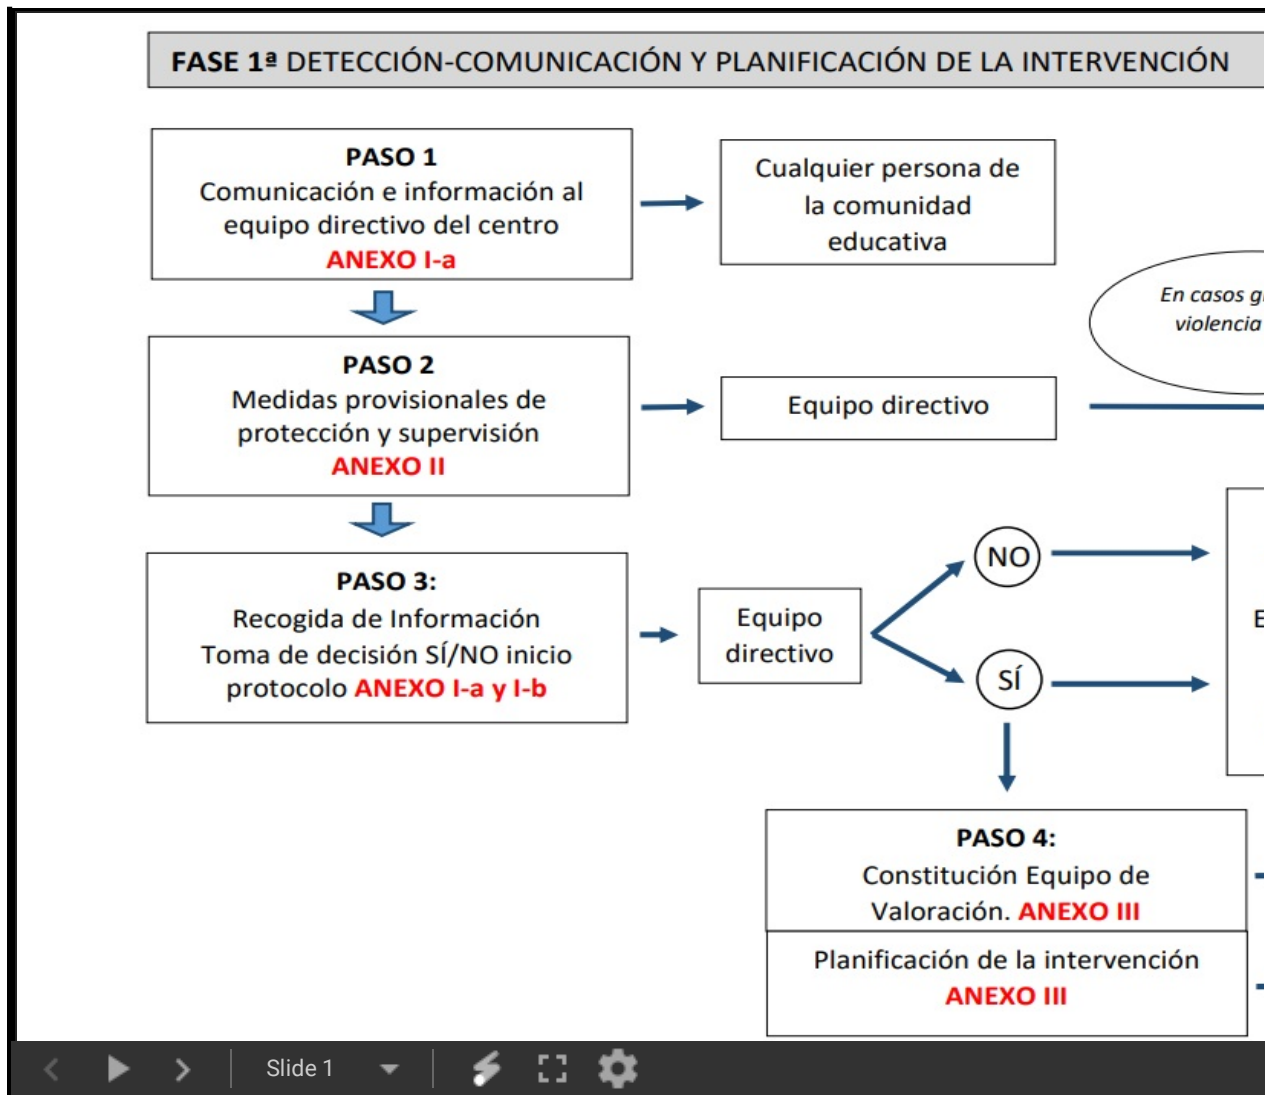 FASE 1ª DETECCIÓN-COMUNICACIÓN Y PLANIFICACIÓN DE LA INTERVENCIÓN
PASO 1
Comunicación e información al
equipo directivo del centro
ANEXO I-a
Cualquier persona de
la comunidad
educativa
En casos
violencia
PASO 2
Medidas provisionales de
protección y supervisión
ANEXO II
Equipo directivo
PASO 3:
Recogida de Información
Toma de decisión SÍ/NO inicio
protocolo ANEXO I-a y I-b
Equipo
directivo
NO
SÍ
PASO 4:
Constitución Equipo de
Valoración. ANEXO III
Planificación de la intervención
ANEXO III
Slide 1